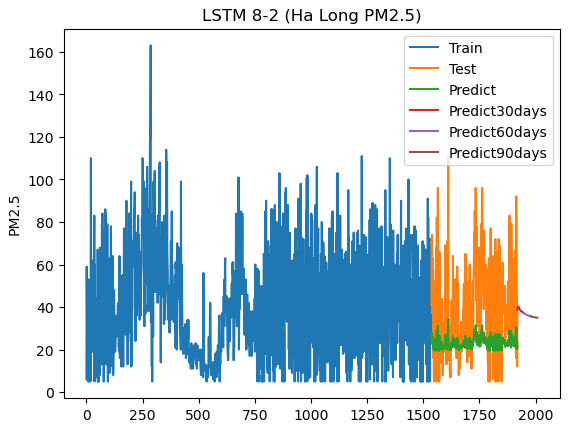 LSTM 8-2 (Ha Long PM2.5)
Train
Test
Predict
Predict30days
Predict60days
Predict90days
PM2.5
160
140
120
100
80
60
40
20
0
0
250
500
750
1000
1250
1500
1750
2000